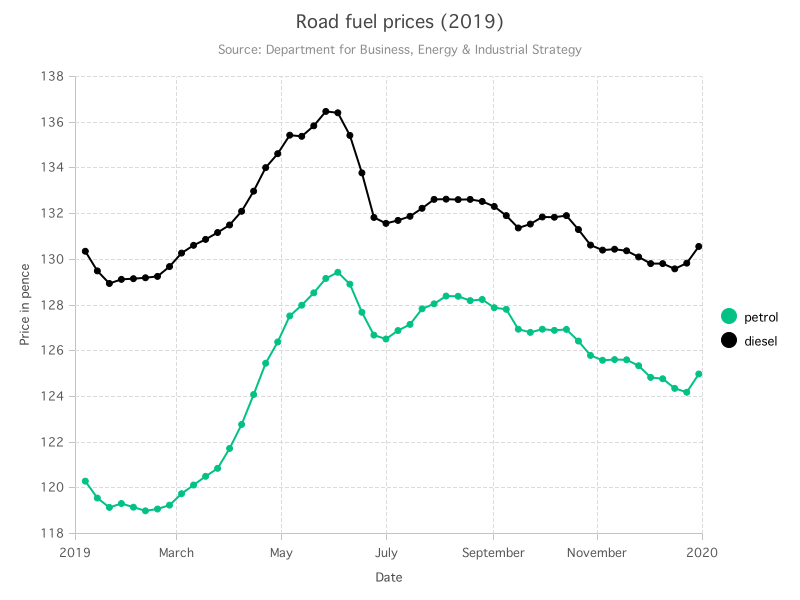 Road fuel prices (2019)
Source: Department for Business, Energy & Industrial Strategy
138
136
134
132
130
128
126
124
122
120
118
Price in pence
2019 March May July September November 2020
Date
petrol
diesel